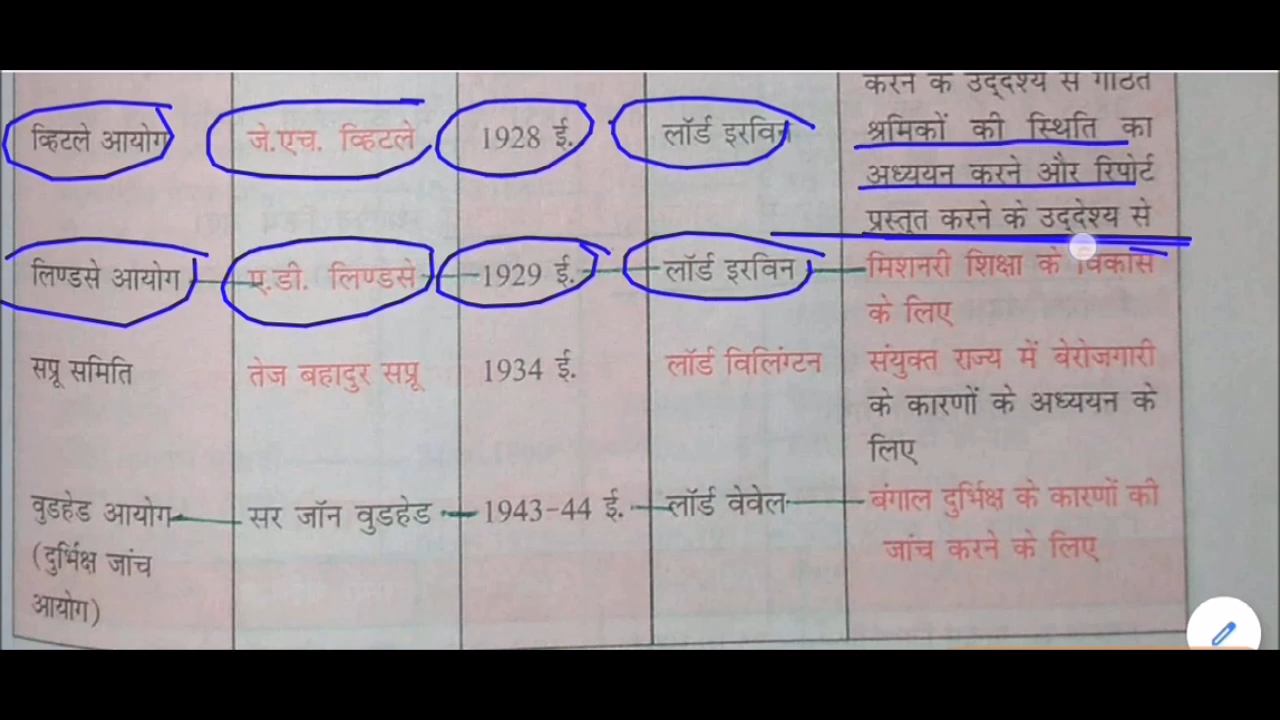 करने के उद्देश्य से गठित
व्हिटले आयोग जे.एच. व्हिटले 1928 ई. लॉर्ड इरविन श्रमिकों की स्थिति का
अध्ययन करने और रिपोर्ट
प्रस्तुत करने के उद्देश्य से
लिण्डसे आयोग ए.डी. लिण्डसे 1929 ई. लॉर्ड इरविन मिशनरी शिक्षा के विकास
के लिए
सप्रू समिति तेज बहादुर सप्रू 1934 ई. लॉर्ड विलिंग्टन संयुक्त राज्य में बेरोजगारी
के कारणों के अध्ययन के
लिए
वुडहेड आयोग सर जॉन वुडहेड 1943-44 ई. लॉर्ड वेवेल बंगाल दुर्भिक्ष के कारणों की
(दुर्भिक्ष जांच जांच करने के लिए
आयोग)